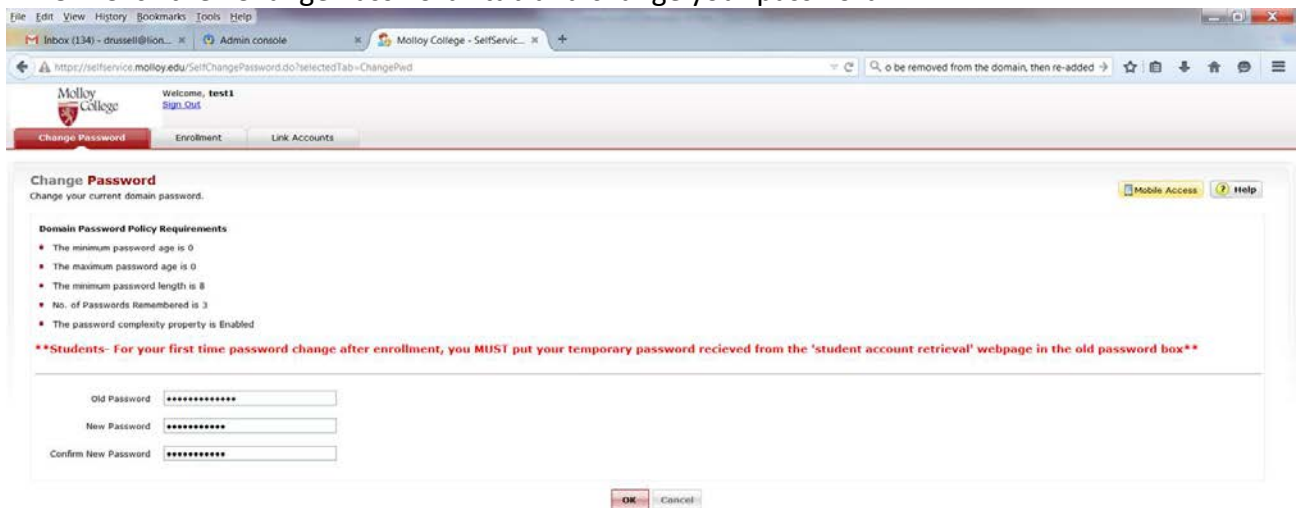 File Edit View History Bookmarks Tools Help
Inbox (134) - drussell@lion... × Admin console × Molloy College - SelfServic... × +
https://selfservice.molloy.edu/SelfChangePassword.do?selectedTab=ChangePwd o be removed from the domain, then re-added
Molloy College
Welcome, test1
Sign Out
Change Password Enrollment Link Accounts
Change Password
Change your current domain password.
Mobile Access ? Help
Domain Password Policy Requirements
The minimum password age is 0
The maximum password age is 0
The minimum password length is 8
No. of Passwords Remembered is 3
The password complexity property is Enabled
**Students- For your first time password change after enrollment, you MUST put your temporary password recieved from the 'student account retrieval' webpage in the old password box**
Old Password •••••••••••••
New Password •••••••••••
Confirm New Password •••••••••••
OK Cancel